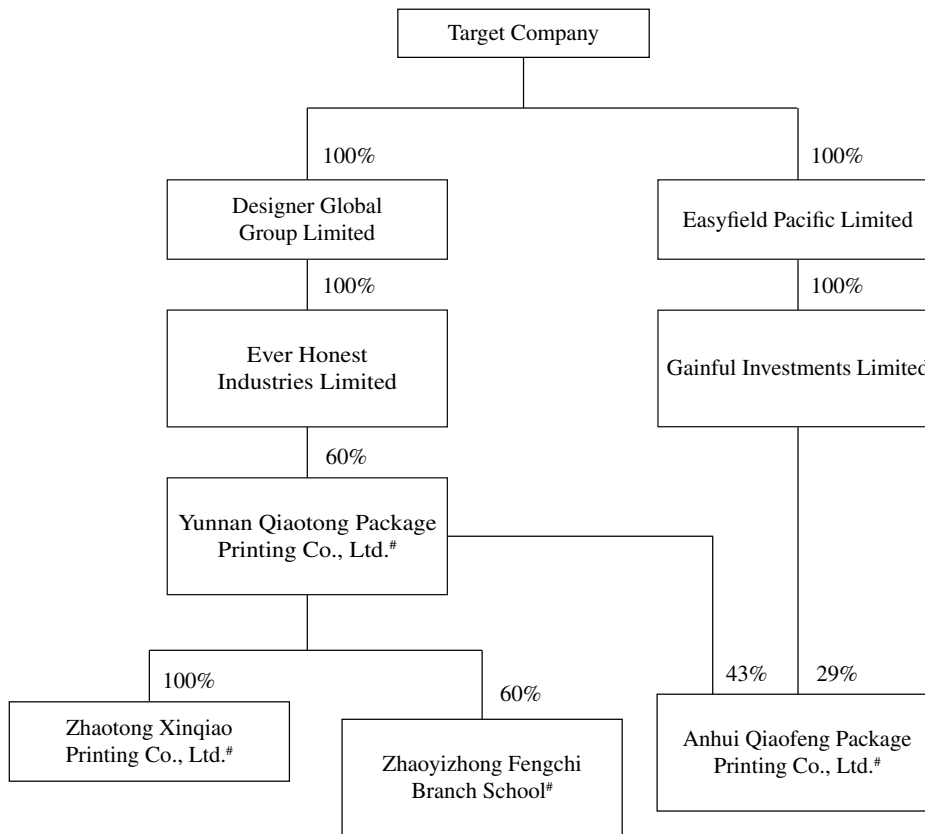 Target Company
100%
100%
Designer Global
Group Limited
Easyfield Pacific Limited
100%
100%
Ever Honest
Industries Limited
Gainful Investments Limited
60%
Yunnan Qiaotong Package
Printing Co., Ltd.#
100%
60%
43%
29%
Zhaotong Xinqiao
Printing Co., Ltd.#
Zhaoyizhong Fengchi
Branch School#
Anhui Qiaofeng Package
Printing Co., Ltd.#